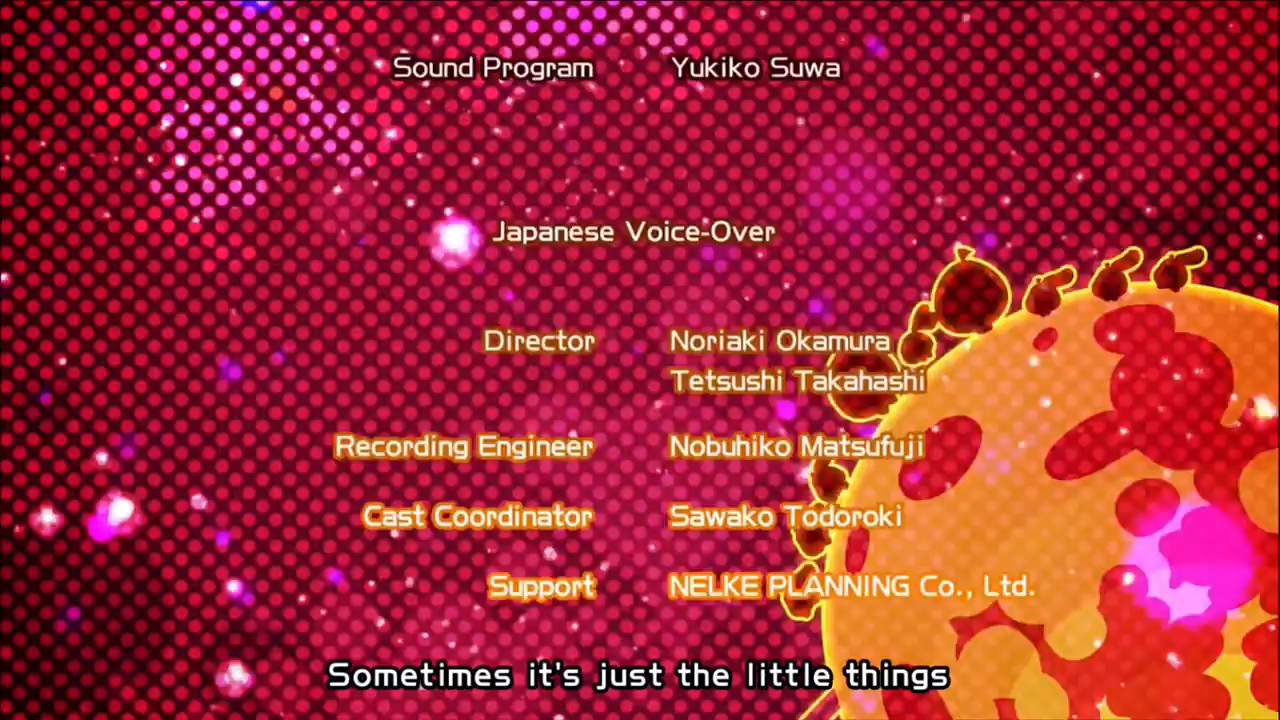 Sound Program Yukiko Suwa
Japanese Voice-Over
Director Noriaki Okamura
Tetsushi Takahashi
Recording Engineer Nobuhiko Matsufuji
Cast Coordinator Sawako Todoroki
Support NELKE PLANNING Co., Ltd.
Sometimes it's just the little things